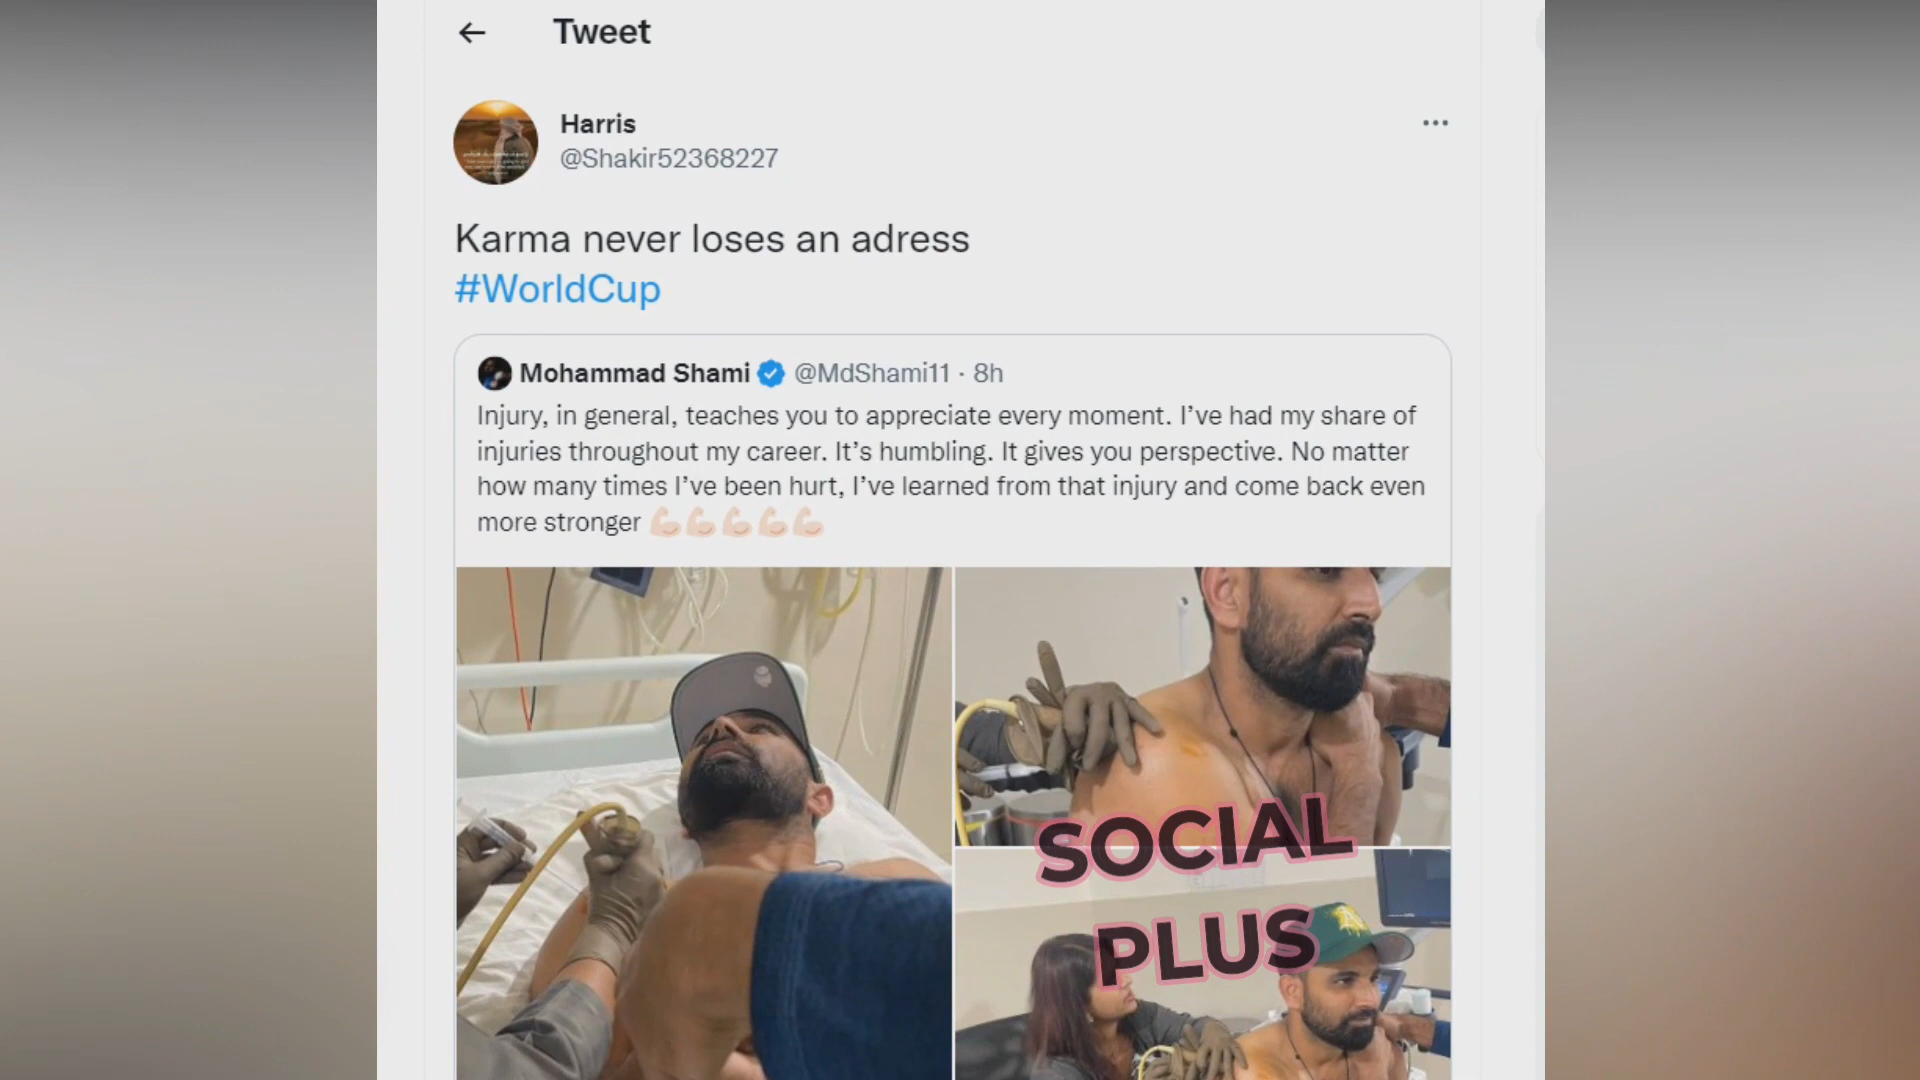 Tweet
Harris
@Shakir52368227
Karma never loses an adress
#WorldCup
Mohammad Shami @MdShami11 · 8h
Injury, in general, teaches you to appreciate every moment. I’ve had my share of
injuries throughout my career. It’s humbling. It gives you perspective. No matter
how many times I’ve been hurt, I’ve learned from that injury and come back even
more stronger 💪🏻💪🏻💪🏻💪🏻💪🏻
SOCIAL
PLUS